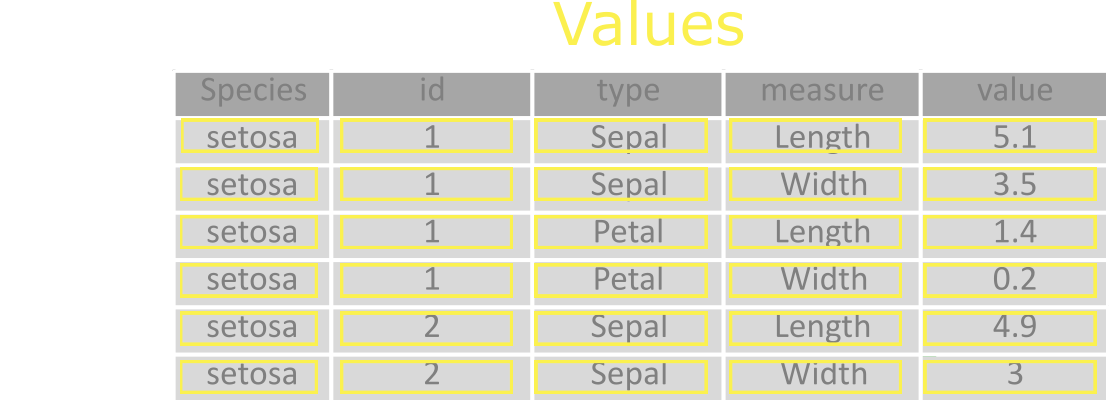 Values
Species id type measure value
setosa 1 Sepal Length 5.1
setosa 1 Sepal Width 3.5
setosa 1 Petal Length 1.4
setosa 1 Petal Width 0.2
setosa 2 Sepal Length 4.9
setosa 2 Sepal Width 3